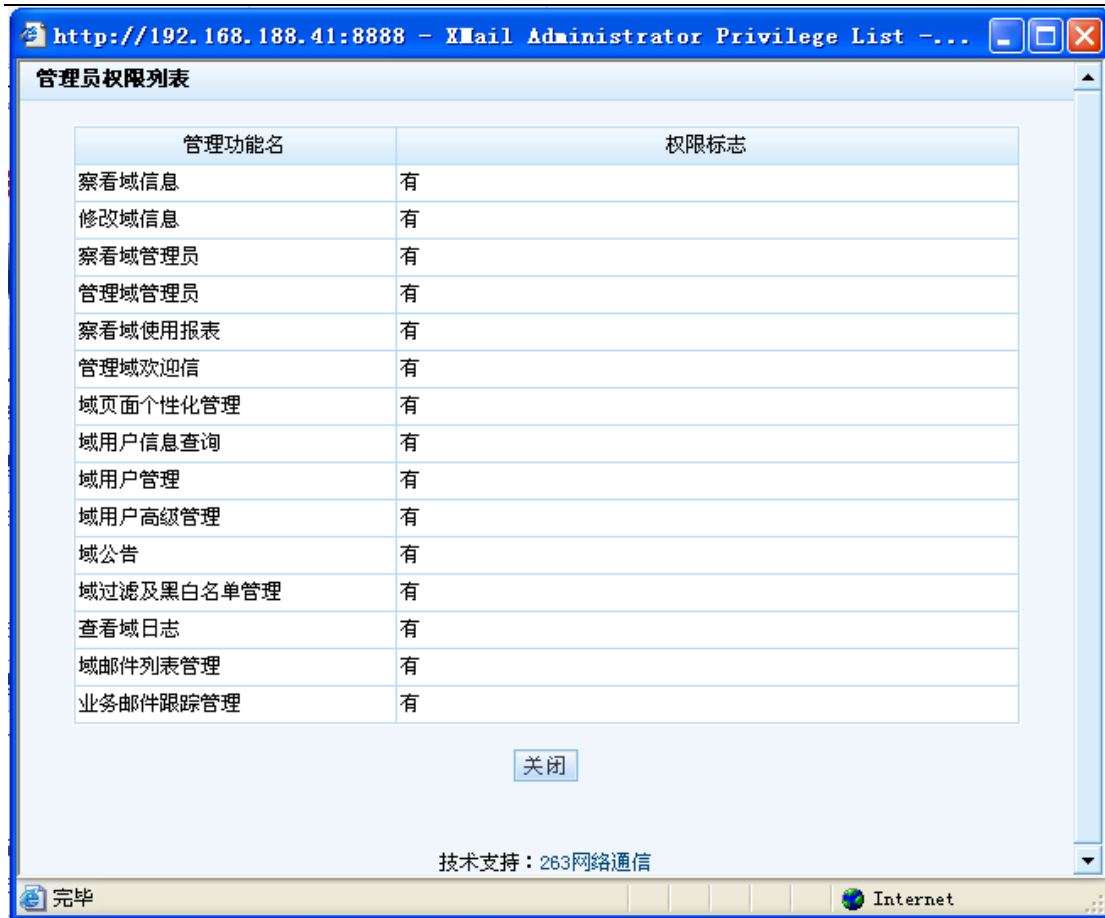 http://192.168.188.41:8888 - XMail Administrator Privilege List -...
管理员权限列表
管理功能名 权限标志
察看域信息 有
修改域信息 有
察看域管理员 有
管理域管理员 有
察看域使用报表 有
管理域欢迎信 有
域页面个性化管理 有
域用户信息查询 有
域用户管理 有
域用户高级管理 有
域公告 有
域过滤及黑白名单管理 有
查看域日志 有
域邮件列表管理 有
业务邮件跟踪管理 有
关闭
技术支持：263网络通信
完毕 Internet